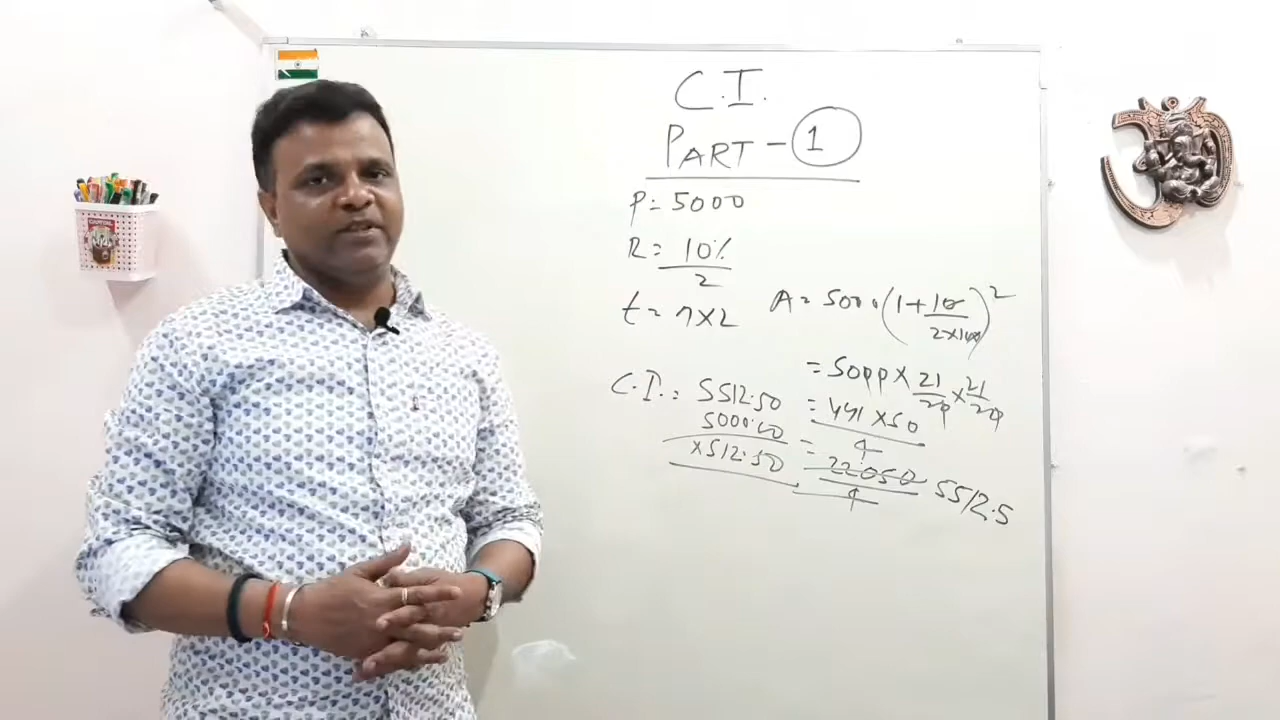 C.I.
PART - 1
P = 5000
R = 10%
2
t = 1×2
A = 5000 (1 + 10
2×100 )²
= 5000 × 21
20 × 21
20
= 441 × 50
4
= 22050
4
5512.5
C.I. = 5512.50
5000.00
×512.50